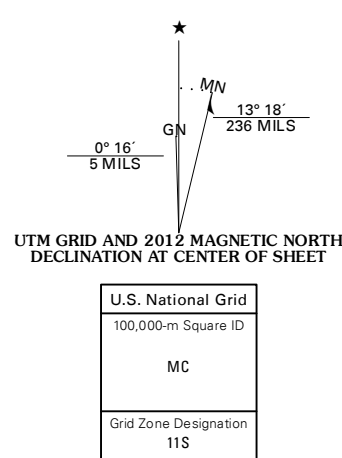 ★
MN
GN
13° 18´
236 MILS
0° 16´
5 MILS
UTM GRID AND 2012 MAGNETIC NORTH
DECLINATION AT CENTER OF SHEET
U.S. National Grid
100,000-m Square ID
MC
Grid Zone Designation
11S